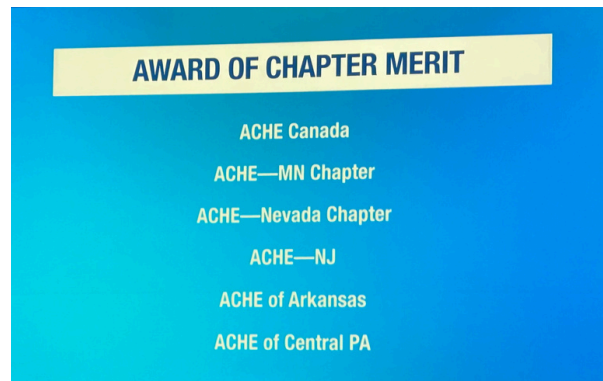 AWARD OF CHAPTER MERIT
ACHE Canada
ACHE—MN Chapter
ACHE—Nevada Chapter
ACHE—NJ
ACHE of Arkansas
ACHE of Central PA